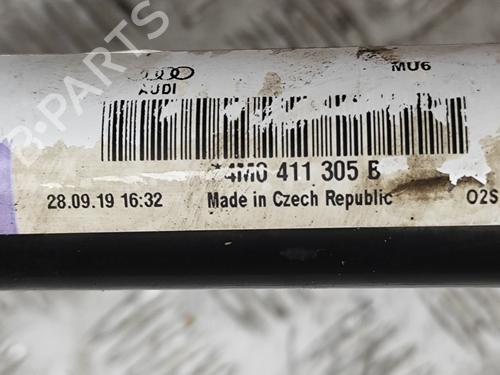 AUDI
MU6
4M0 411 305 B
28.09.19 16:32
Made in Czech Republic
O2S
B-PARTS